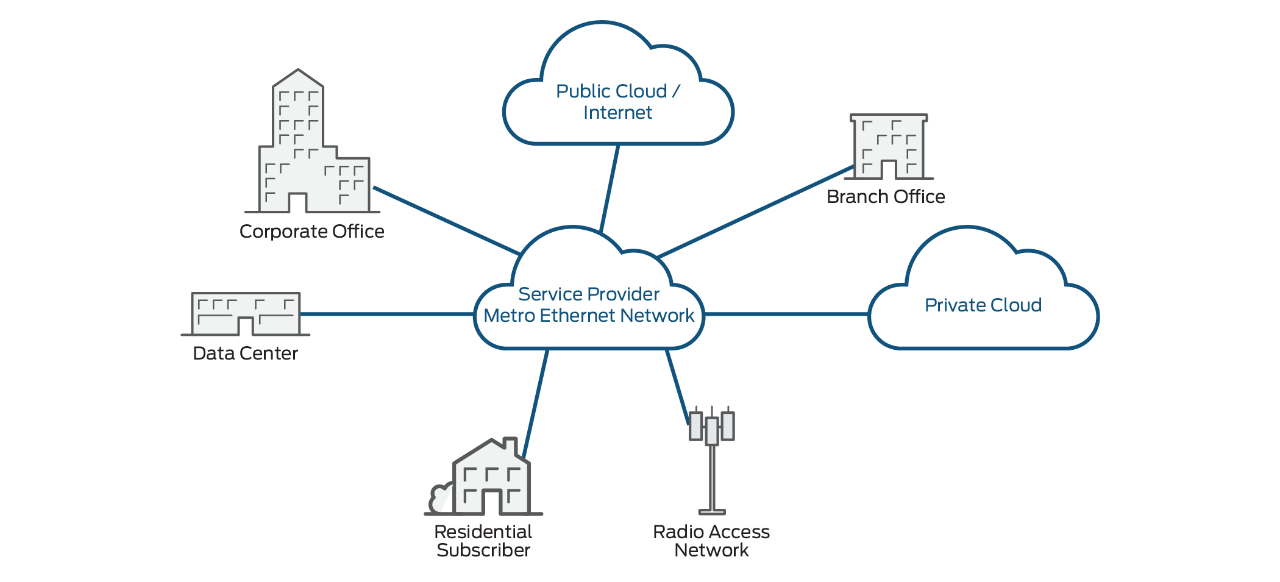 Public Cloud /
Internet
Branch Office
Corporate Office
Service Provider
Metro Ethernet Network
Private Cloud
Data Center
Residential
Subscriber
Radio Access
Network